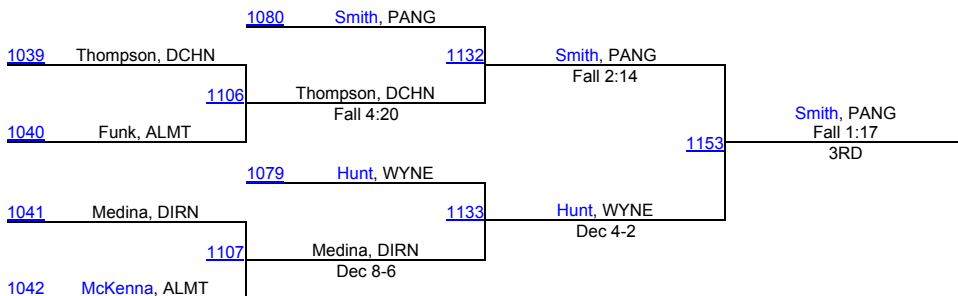 1080 Smith, PANG
1039 Thompson, DCHN
1132 Smith, PANG
Fall 2:14
1106 Thompson, DCHN
Fall 4:20
1040 Funk, ALMT
Smith, PANG
Fall 1:17
1153
3RD
1079 Hunt, WYNE
1041 Medina, DIRN
1133 Hunt, WYNE
Dec 4-2
1107 Medina, DIRN
Dec 8-6
1042 McKenna, ALMT